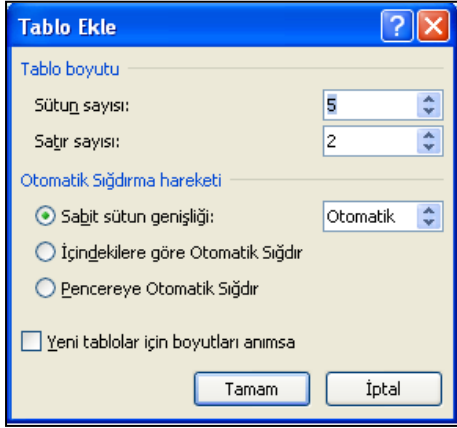 Tablo Ekle
Tablo boyutu
Sütun sayısı: 5
Satır sayısı: 2
Otomatik Sığdırma hareketi
Sabit sütun genişliği: Otomatik
İçindekilere göre Otomatik Sığdır
Pencereye Otomatik Sığdır
Yeni tablolar için boyutları anımsa
Tamam İptal